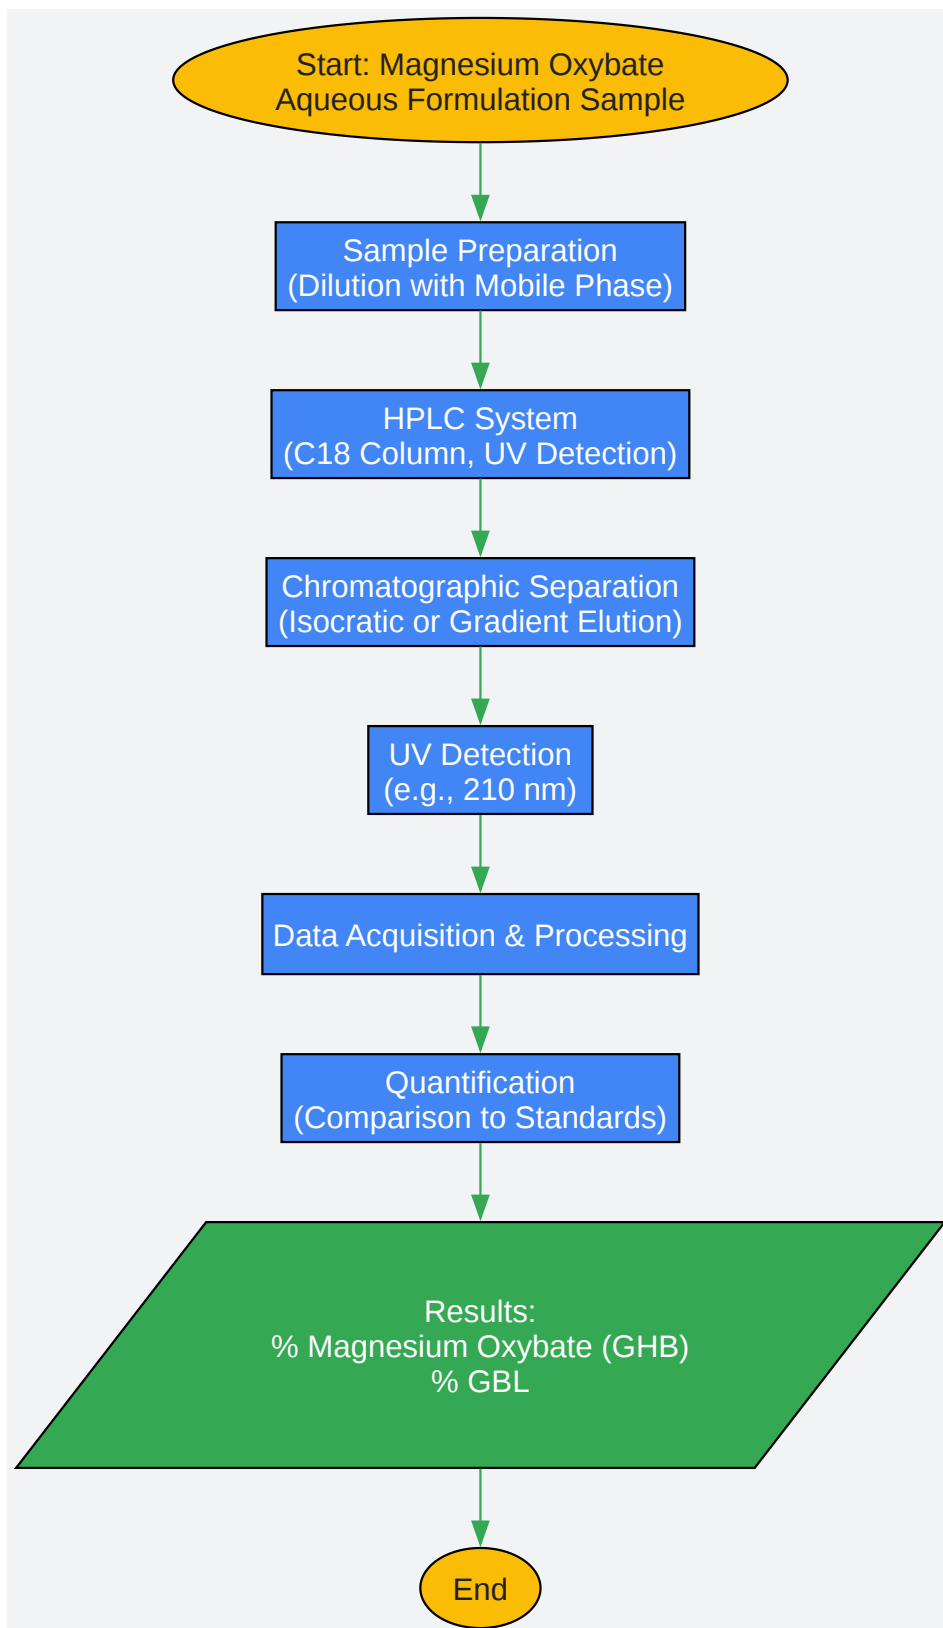 Start: Magnesium Oxybate
Aqueous Formulation Sample
Sample Preparation
(Dilution with Mobile Phase)
HPLC System
(C18 Column, UV Detection)
Chromatographic Separation
(Isocratic or Gradient Elution)
UV Detection
(e.g., 210 nm)
Data Acquisition & Processing
Quantification
(Comparison to Standards)
Results:
% Magnesium Oxybate (GHB)
% GBL
End